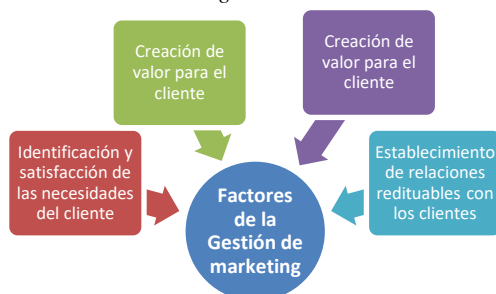 Creación de
valor para el
cliente
Creación de
valor para el
cliente
Identificación y
satisfacción de
las necesidades
del cliente
Establecimiento
de relaciones
redituables con
los clientes
Factores
de la
Gestión de
marketing